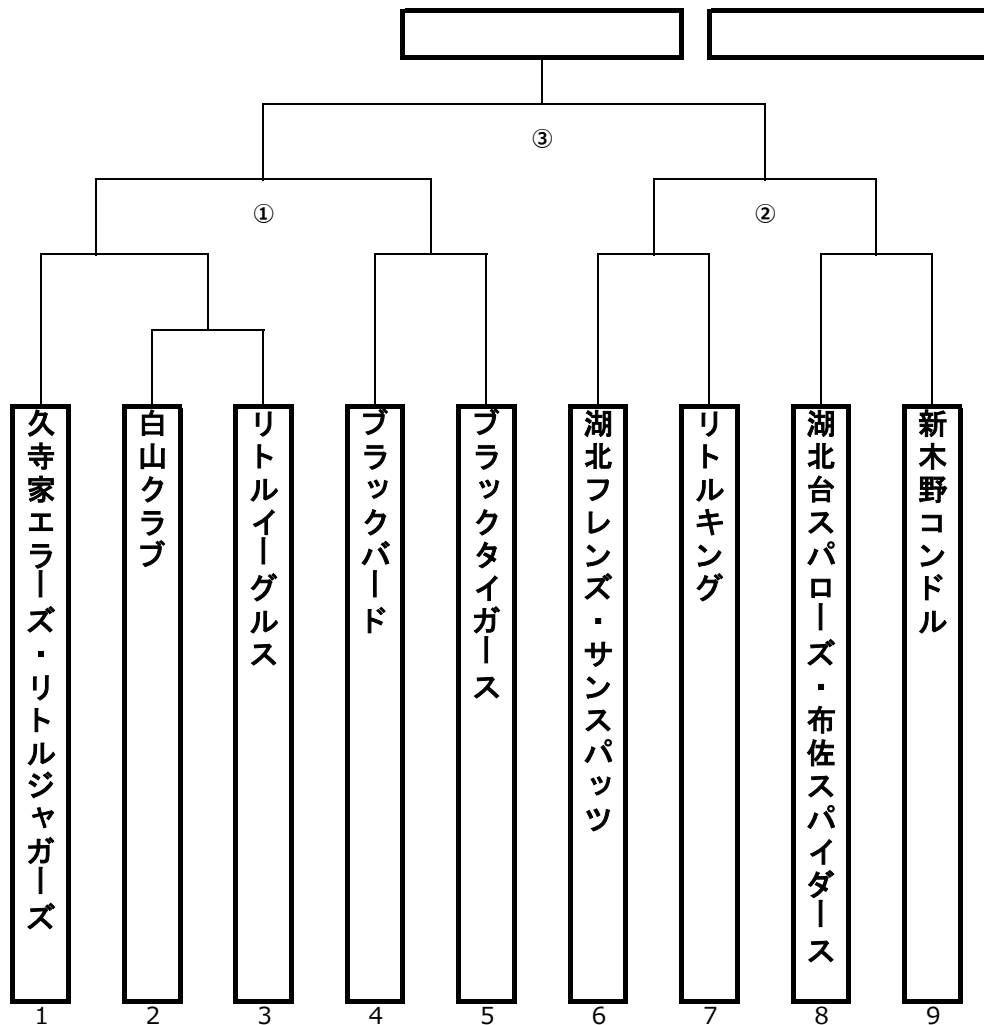 ③
①
②
久寺家エラーズ・リトルジャガーズ
白山クラブ
リトルイーグルス
ブラックバード
ブラックタイガース
湖北フレンズ・サンスパッツ
リトルキング
湖北台スパローズ・布佐スパイダース
新木野コンドル
1 2 3 4 5 6 7 8 9